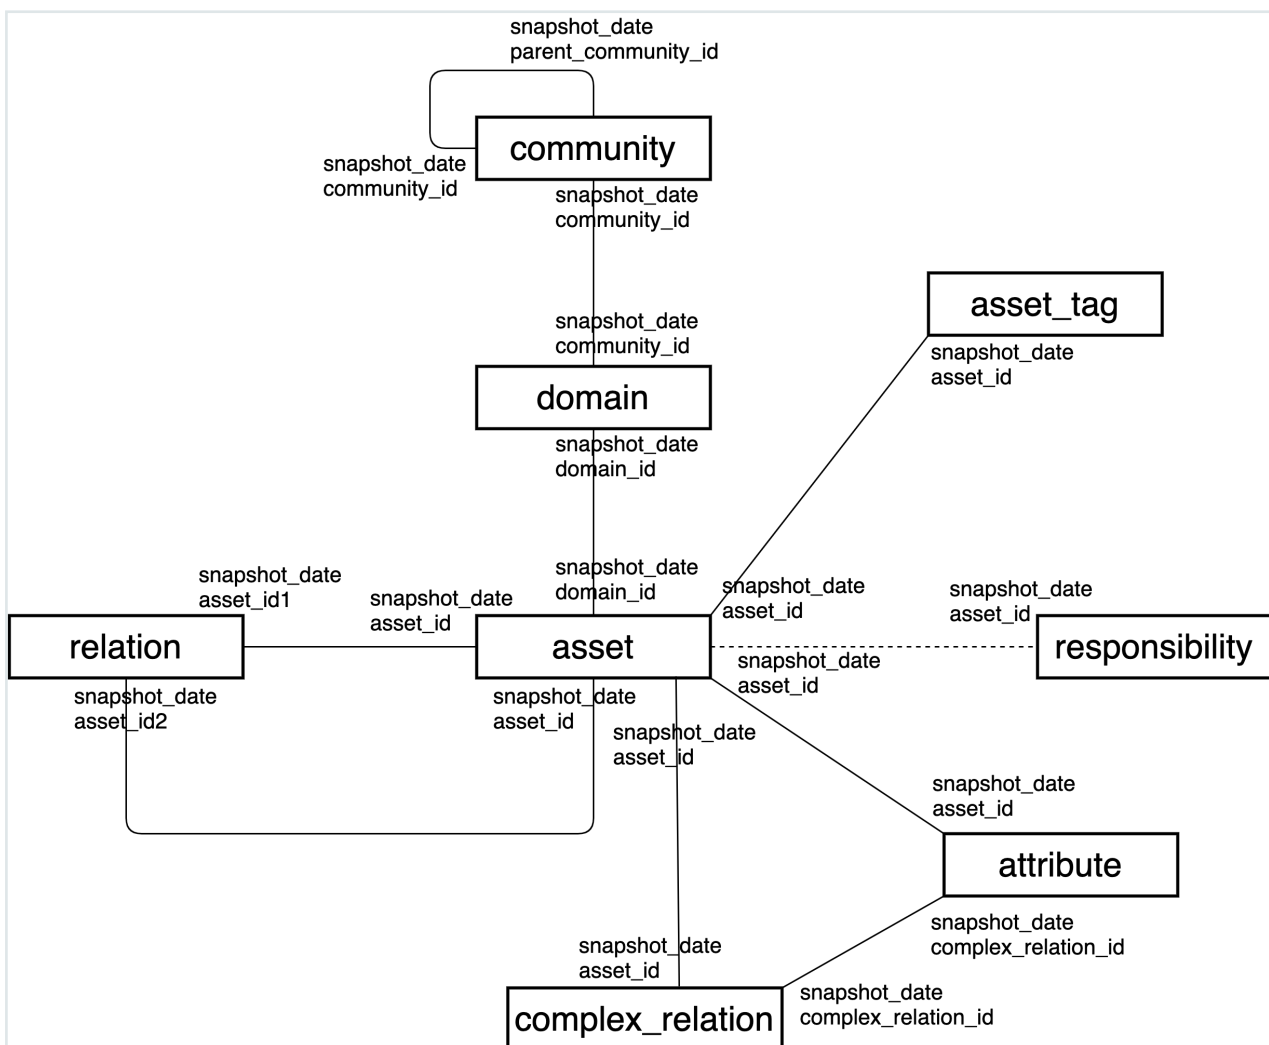 snapshot_date
parent_community_id
community
snapshot_date
community_id
snapshot_date
community_id
snapshot_date
community_id
domain
snapshot_date
domain_id
asset_tag
snapshot_date
asset_id
snapshot_date
domain_id
snapshot_date
asset_id1
snapshot_date
asset_id
snapshot_date
asset_id
snapshot_date
asset_id
relation
asset
responsibility
snapshot_date
asset_id2
snapshot_date
asset_id
snapshot_date
asset_id
snapshot_date
asset_id
snapshot_date
asset_id
attribute
snapshot_date
complex_relation_id
snapshot_date
asset_id
snapshot_date
complex_relation_id
complex_relation